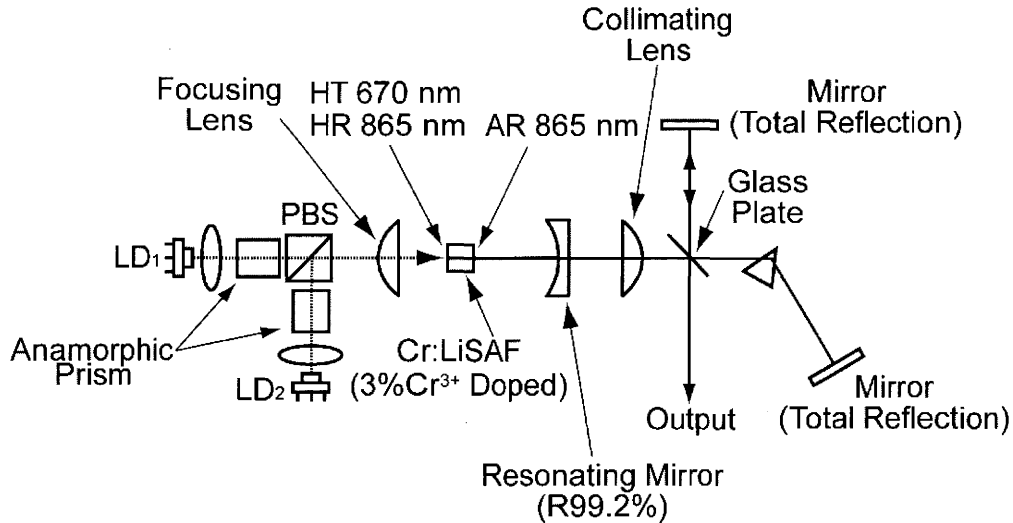 Collimating
Lens
Focusing
Lens
HT 670 nm
HR 865 nm
AR 865 nm
Mirror
(Total Reflection)
Glass
Plate
PBS
LD1
Anamorphic
Prism
LD2
Cr:LiSAF
(3%Cr³⁺ Doped)
Output
Mirror
(Total Reflection)
Resonating Mirror
(R99.2%)